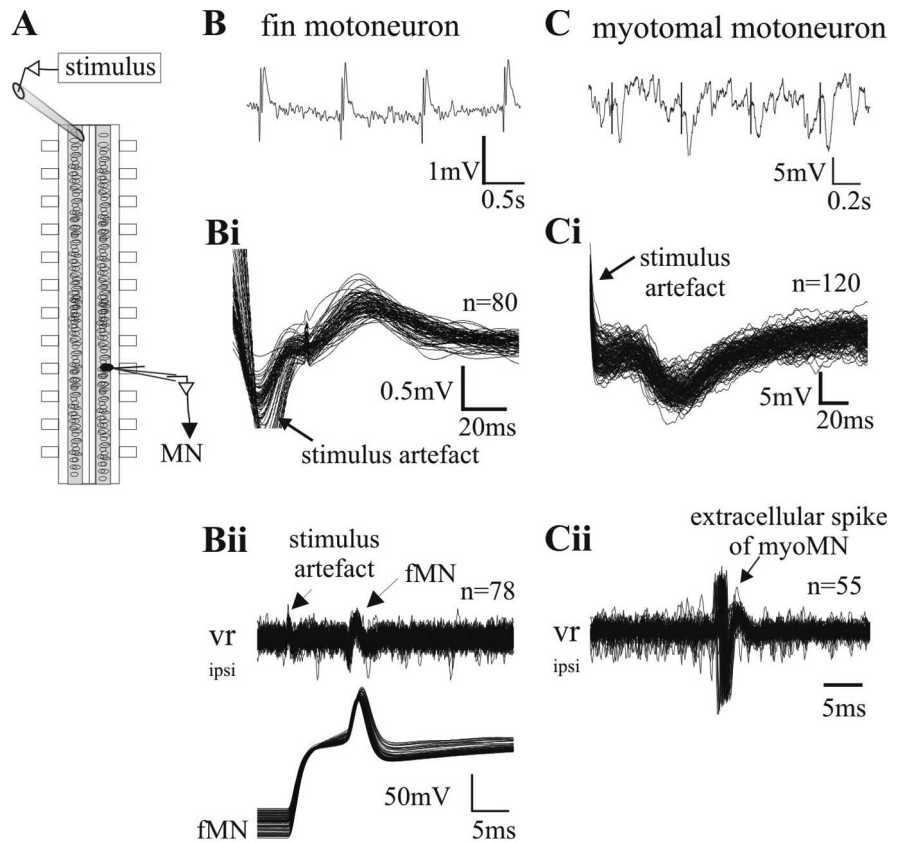 A
stimulus
MN
B
fin motoneuron
1mV
0.5s
C
myotomal motoneuron
5mV
0.2s
Bi
n=80
0.5mV
20ms
stimulus artefact
Ci
stimulus
artefact
n=120
5mV
20ms
Bii
stimulus
artefact
fMN
n=78
vr
ipsi
50mV
5ms
fMN
Cii
extracellular spike
of myoMN
n=55
vr
ipsi
5ms